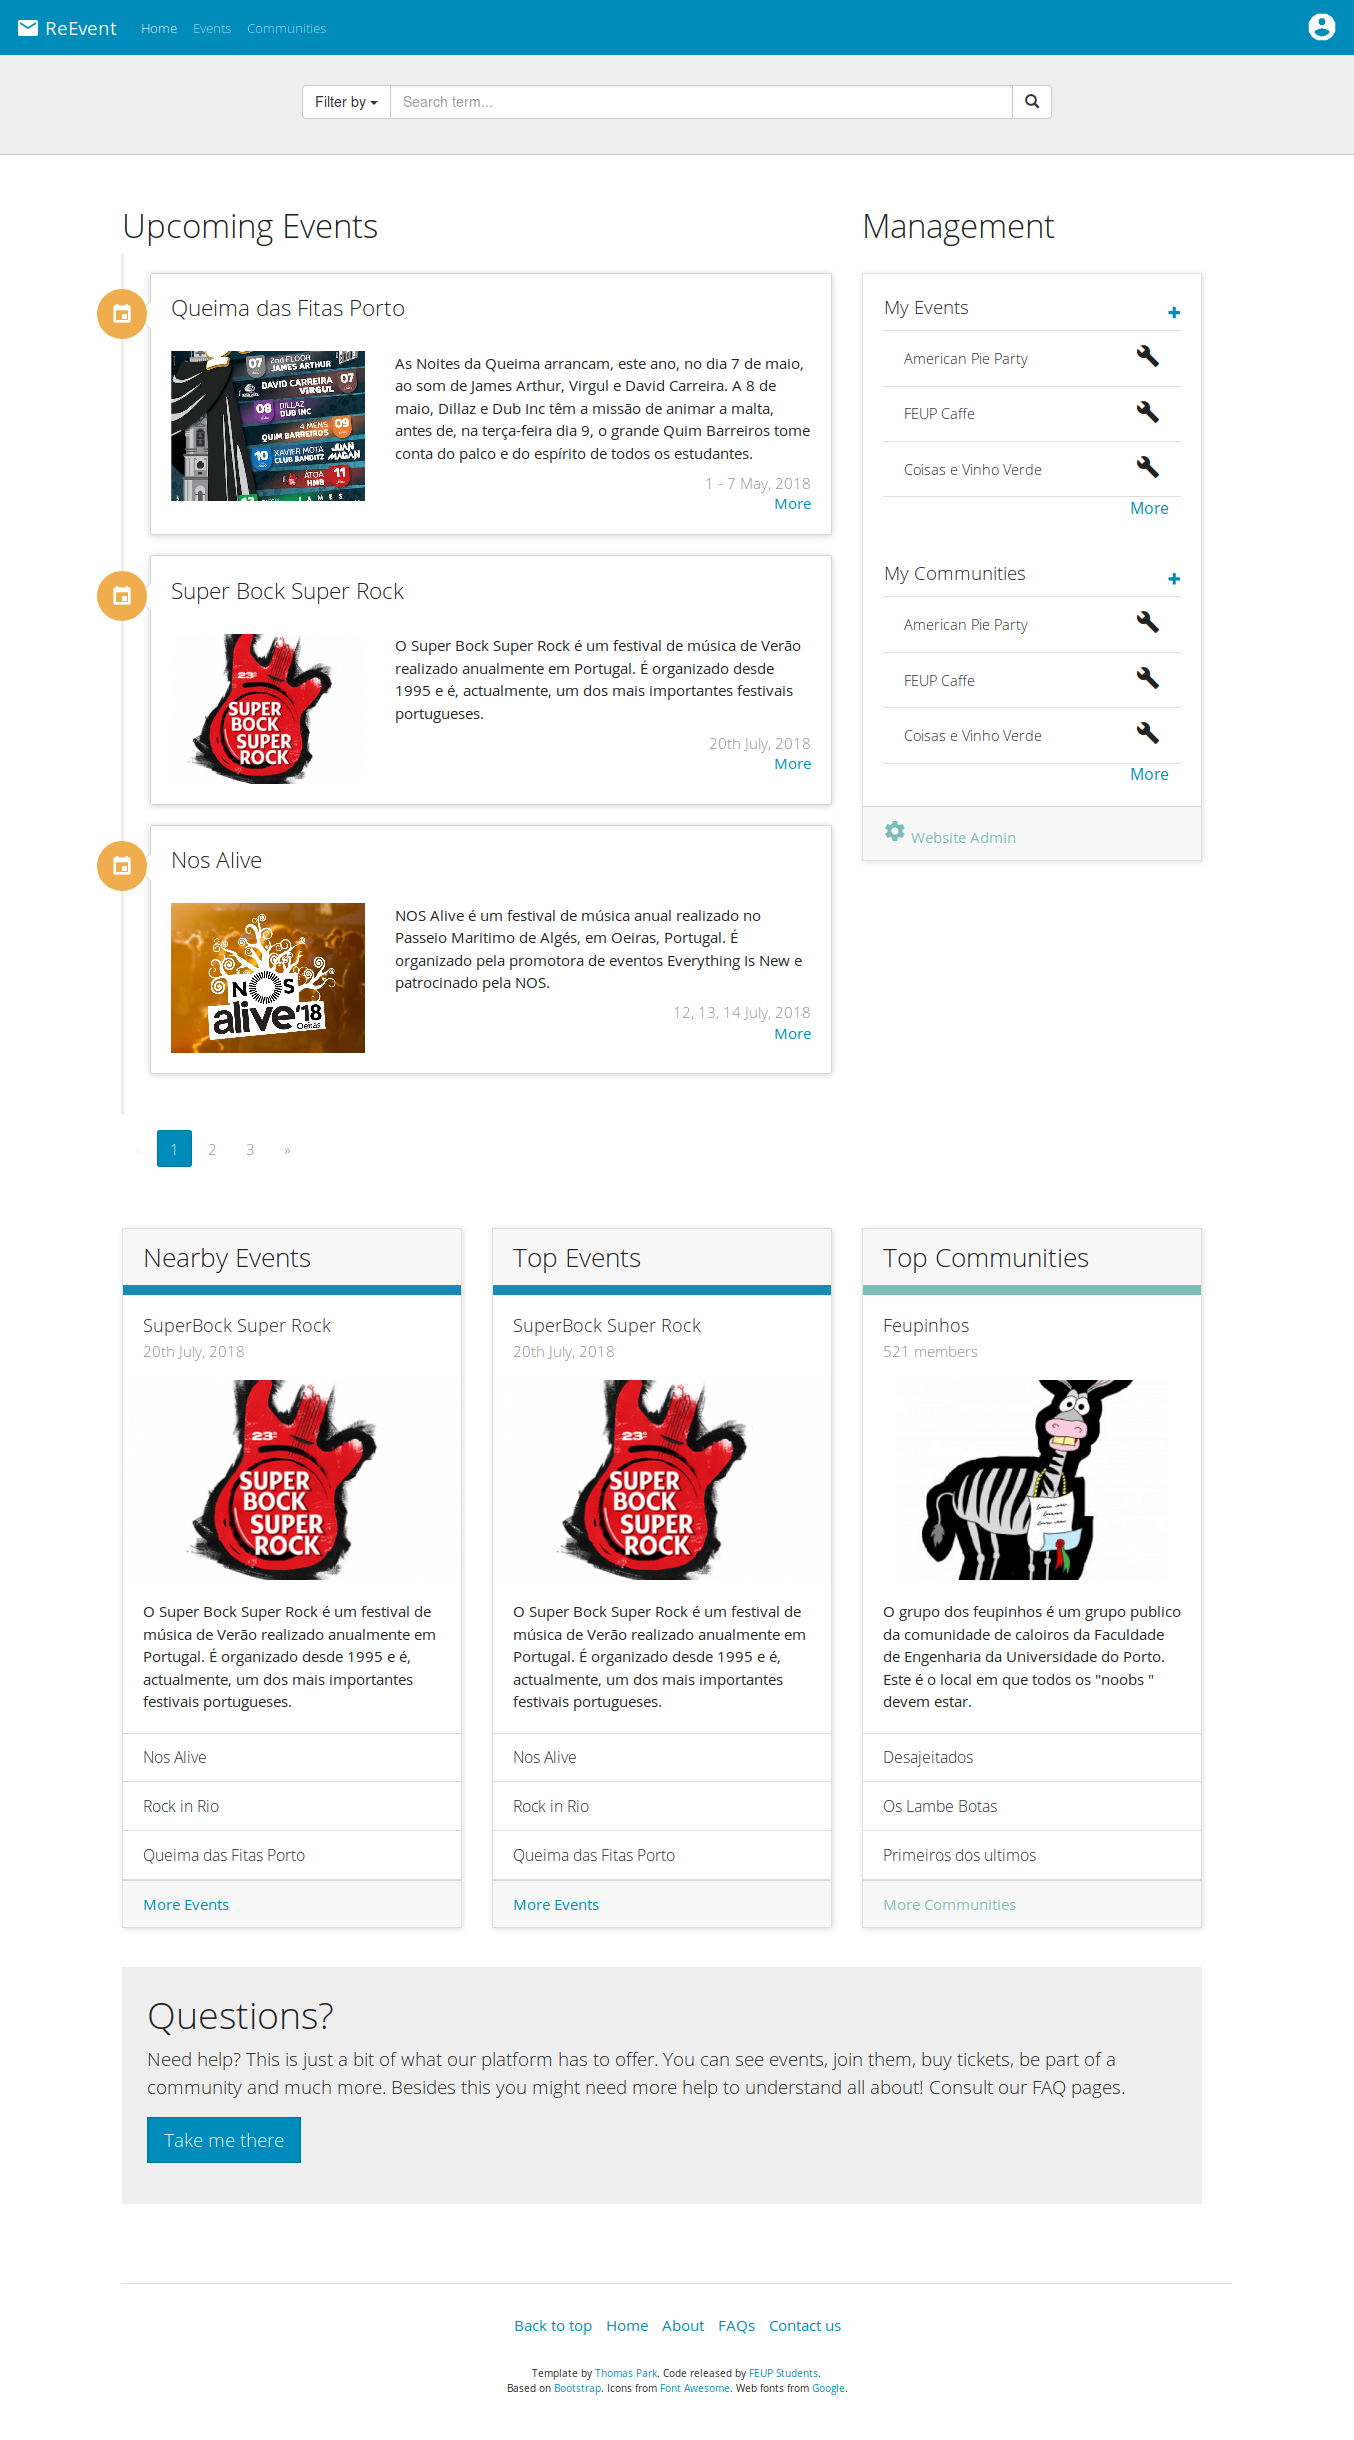 ReEvent Home Events Communities
Filter by Search term...
Upcoming Events
Queima das Fitas Porto
2nd FLOOR
07 JAMES ARTHUR
DAVID CARREIRA 07
VIRGUL
08 DILLAZ
DUB INC
4 MENS 09
QUIM BARREIROS
10 XAVIER MOTA JUAN
CLUB BANDITZ MAGAN
ÁTOA 11
HMB
As Noites da Queima arrancam, este ano, no dia 7 de maio,
ao som de James Arthur, Virgul e David Carreira. A 8 de
maio, Dillaz e Dub Inc têm a missão de animar a malta,
antes de, na terça-feira dia 9, o grande Quim Barreiros tome
conta do palco e do espírito de todos os estudantes.
1 - 7 May, 2018
More
Super Bock Super Rock
23º
SUPER
BOCK
SUPER
ROCK
O Super Bock Super Rock é um festival de música de Verão
realizado anualmente em Portugal. É organizado desde
1995 e é, actualmente, um dos mais importantes festivais
portugueses.
20th July, 2018
More
Nos Alive
NOS
alive'18
Oeiras
NOS Alive é um festival de música anual realizado no
Passeio Maritimo de Algés, em Oeiras, Portugal. É
organizado pela promotora de eventos Everything Is New e
patrocinado pela NOS.
12, 13, 14 July, 2018
More
« 1 2 3 »
Management
My Events
American Pie Party
FEUP Caffe
Coisas e Vinho Verde
More
My Communities
American Pie Party
FEUP Caffe
Coisas e Vinho Verde
More
Website Admin
Nearby Events
SuperBock Super Rock
20th July, 2018
23º
SUPER
BOCK
SUPER
ROCK
O Super Bock Super Rock é um festival de
música de Verão realizado anualmente em
Portugal. É organizado desde 1995 e é,
actualmente, um dos mais importantes
festivais portugueses.
Nos Alive
Rock in Rio
Queima das Fitas Porto
More Events
Top Events
SuperBock Super Rock
20th July, 2018
23º
SUPER
BOCK
SUPER
ROCK
O Super Bock Super Rock é um festival de
música de Verão realizado anualmente em
Portugal. É organizado desde 1995 e é,
actualmente, um dos mais importantes
festivais portugueses.
Nos Alive
Rock in Rio
Queima das Fitas Porto
More Events
Top Communities
Feupinhos
521 members
O grupo dos feupinhos é um grupo publico
da comunidade de caloiros da Faculdade
de Engenharia da Universidade do Porto.
Este é o local em que todos os "noobs "
devem estar.
Desajeitados
Os Lambe Botas
Primeiros dos ultimos
More Communities
Questions?
Need help? This is just a bit of what our platform has to offer. You can see events, join them, buy tickets, be part of a
community and much more. Besides this you might need more help to understand all about! Consult our FAQ pages.
Take me there
Back to top Home About FAQs Contact us
Template by Thomas Park. Code released by FEUP Students.
Based on Bootstrap. Icons from Font Awesome. Web fonts from Google.